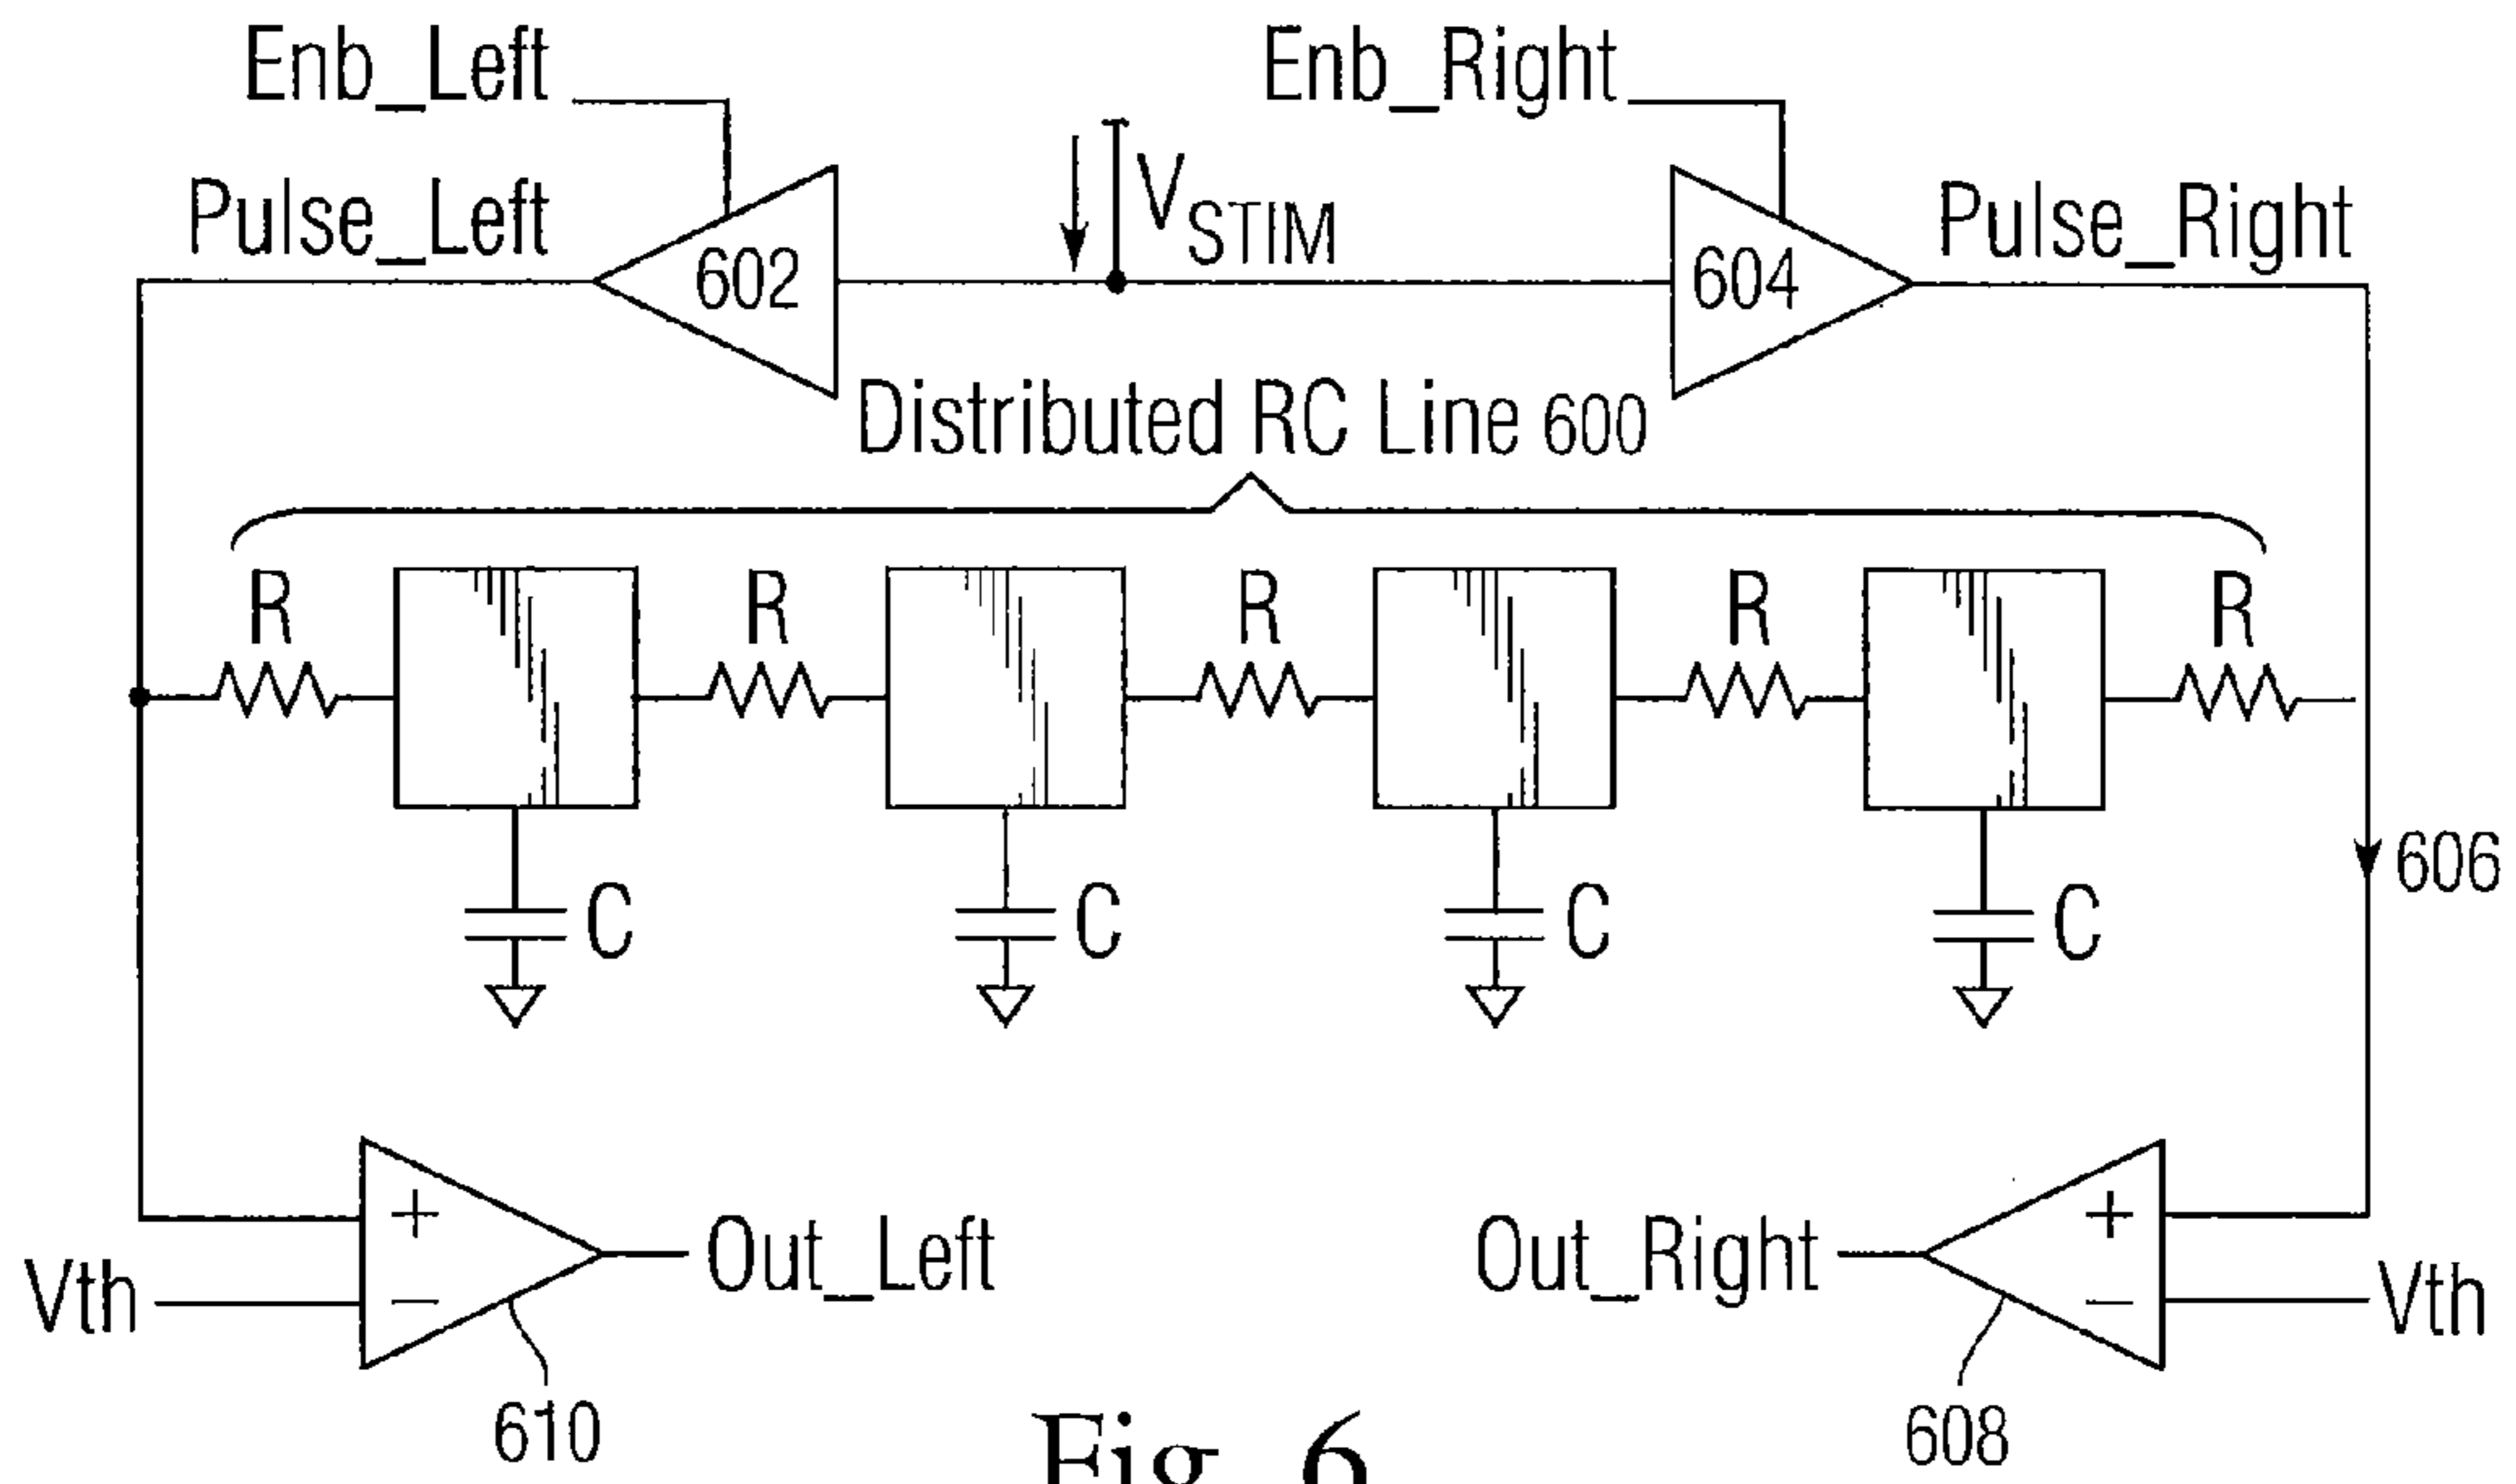 Enb_Left
Enb_Right
Pulse_Left
602
VSTIM
604
Pulse_Right
Distributed RC Line 600
R
R
R
R
R
606
C
C
C
C
+
−
Vth
Out_Left
610
Out_Right
+
−
Vth
608
Fig. 6